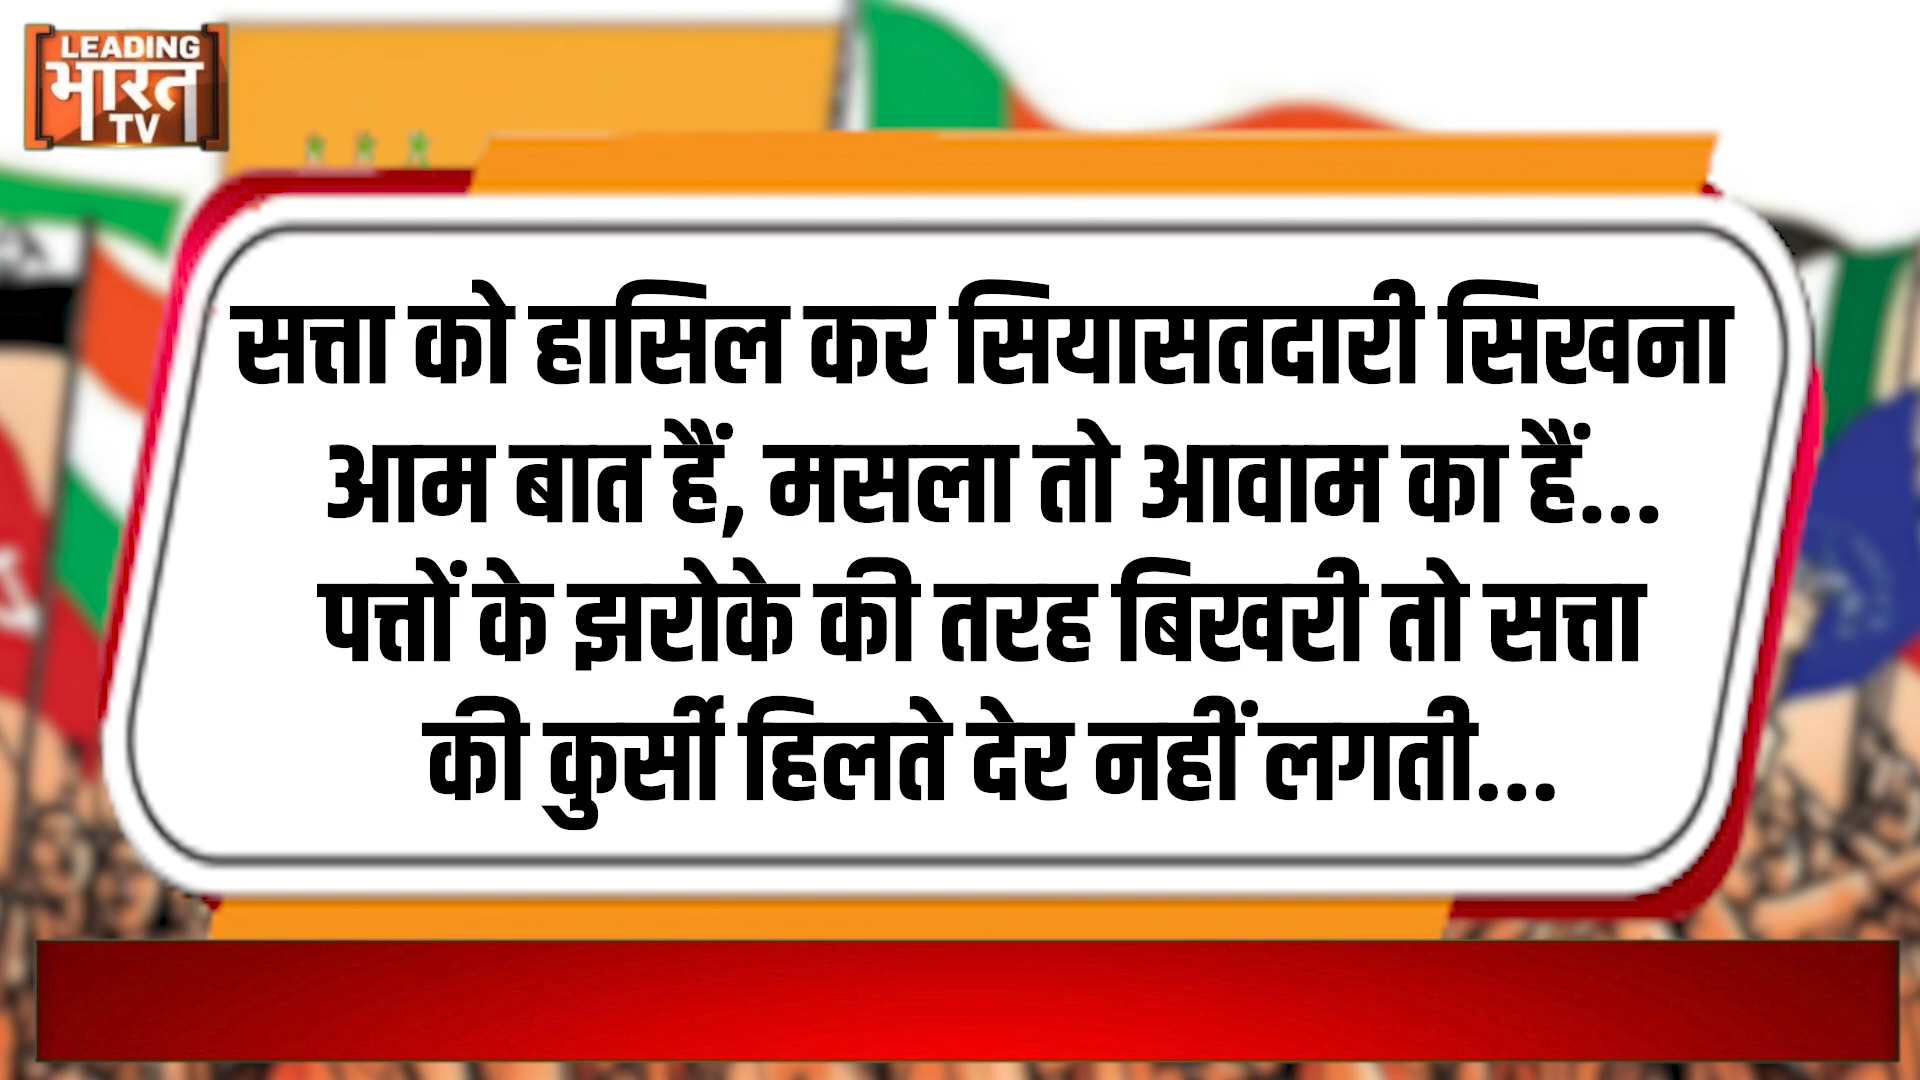 LEADING
भारत
TV
सत्ता को हासिल कर सियासतदारी सिखना
आम बात हैं, मसला तो आवाम का हैं...
पत्तों के झरोके की तरह बिखरी तो सत्ता
की कुर्सी हिलते देर नहीं लगती...